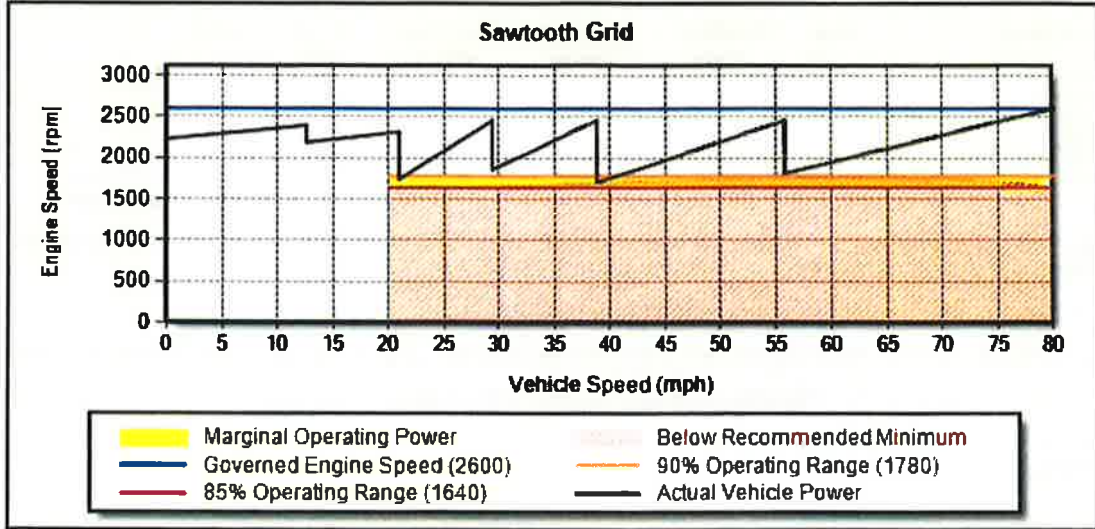 Sawtooth Grid
Engine Speed [rpm]
3000
2500
2000
1500
1000
500
0
0 5 10 15 20 25 30 35 40 45 50 55 60 65 70 75 80
Vehicle Speed (mph)
Marginal Operating Power Below Recommended Minimum
Governed Engine Speed (2600) 90% Operating Range (1780)
85% Operating Range (1640) Actual Vehicle Power